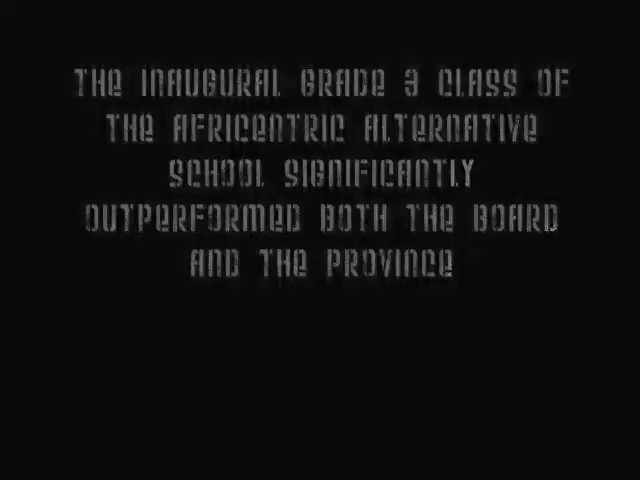 THE INAUGURAL GRADE 3 CLASS OF
THE AFRICENTRIC ALTERNATIVE
SCHOOL SIGNIFICANTLY
OUTPERFORMED BOTH THE BOARD
AND THE PROVINCE